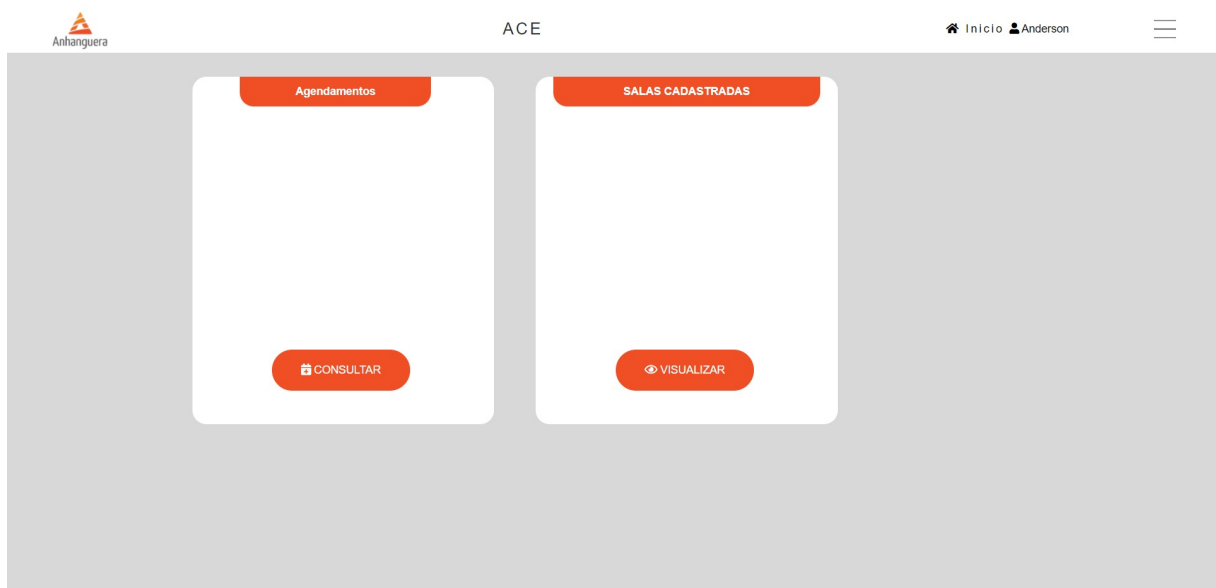 Anhanguera
ACE
Inicio Anderson
Agendamentos
SALAS CADASTRADAS
CONSULTAR
VISUALIZAR